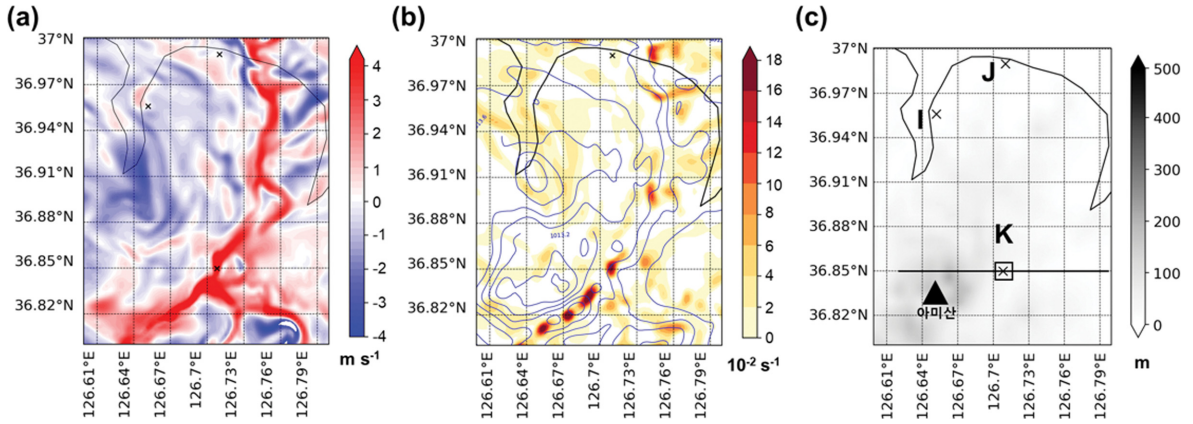 (a)
37°N
36.97°N
36.94°N
36.91°N
36.88°N
36.85°N
36.82°N
126.61°E
126.64°E
126.67°E
126.7°E
126.73°E
126.76°E
126.79°E
4
3
2
1
0
-1
-2
-3
-4
m s⁻¹
(b)
37°N
36.97°N
36.94°N
36.91°N
36.88°N
36.85°N
36.82°N
1013.2
126.61°E
126.64°E
126.67°E
126.7°E
126.73°E
126.76°E
126.79°E
18
16
14
12
10
8
6
4
2
0
10⁻² s⁻¹
(c)
37°N
36.97°N
36.94°N
36.91°N
36.88°N
36.85°N
36.82°N
J
I
K
아미산
126.61°E
126.64°E
126.67°E
126.7°E
126.73°E
126.76°E
126.79°E
500
400
300
200
100
0
m